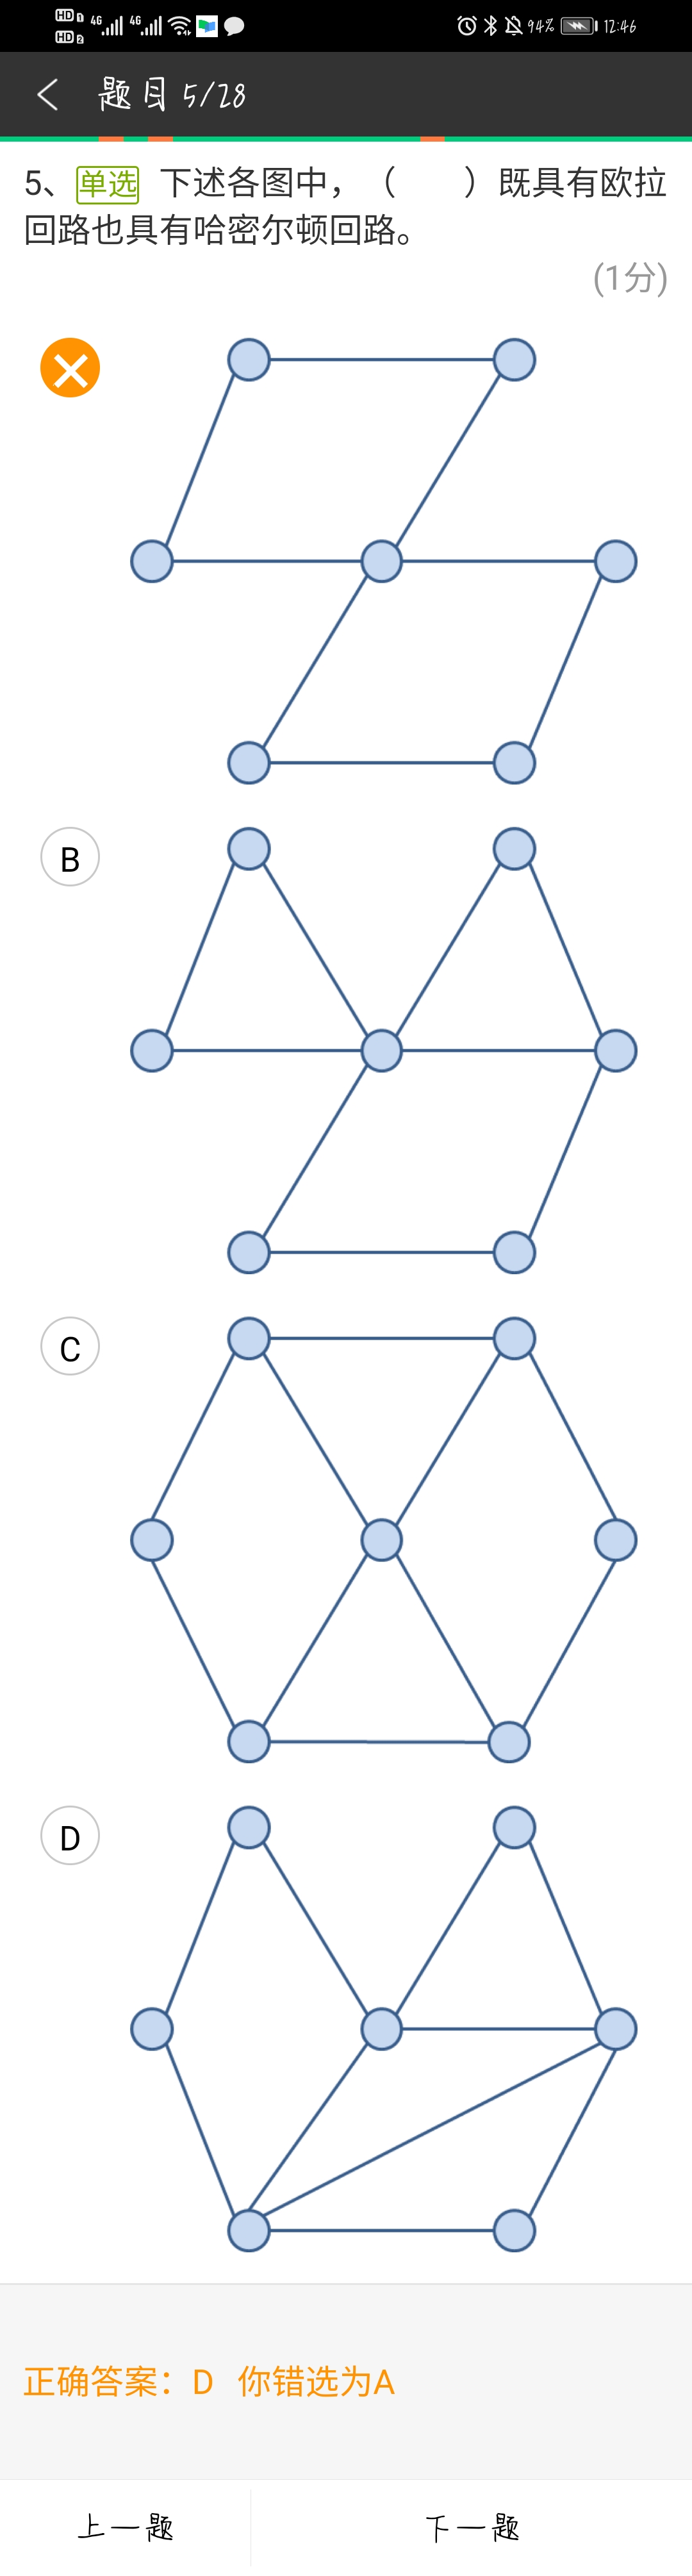 HD 1 4G 4G 94% 12:46
HD 2
题目 5/28
5、 单选 下述各图中，（ ）既具有欧拉
回路也具有哈密尔顿回路。
(1分)
B
C
D
正确答案：D 你错选为A
上一题 下一题